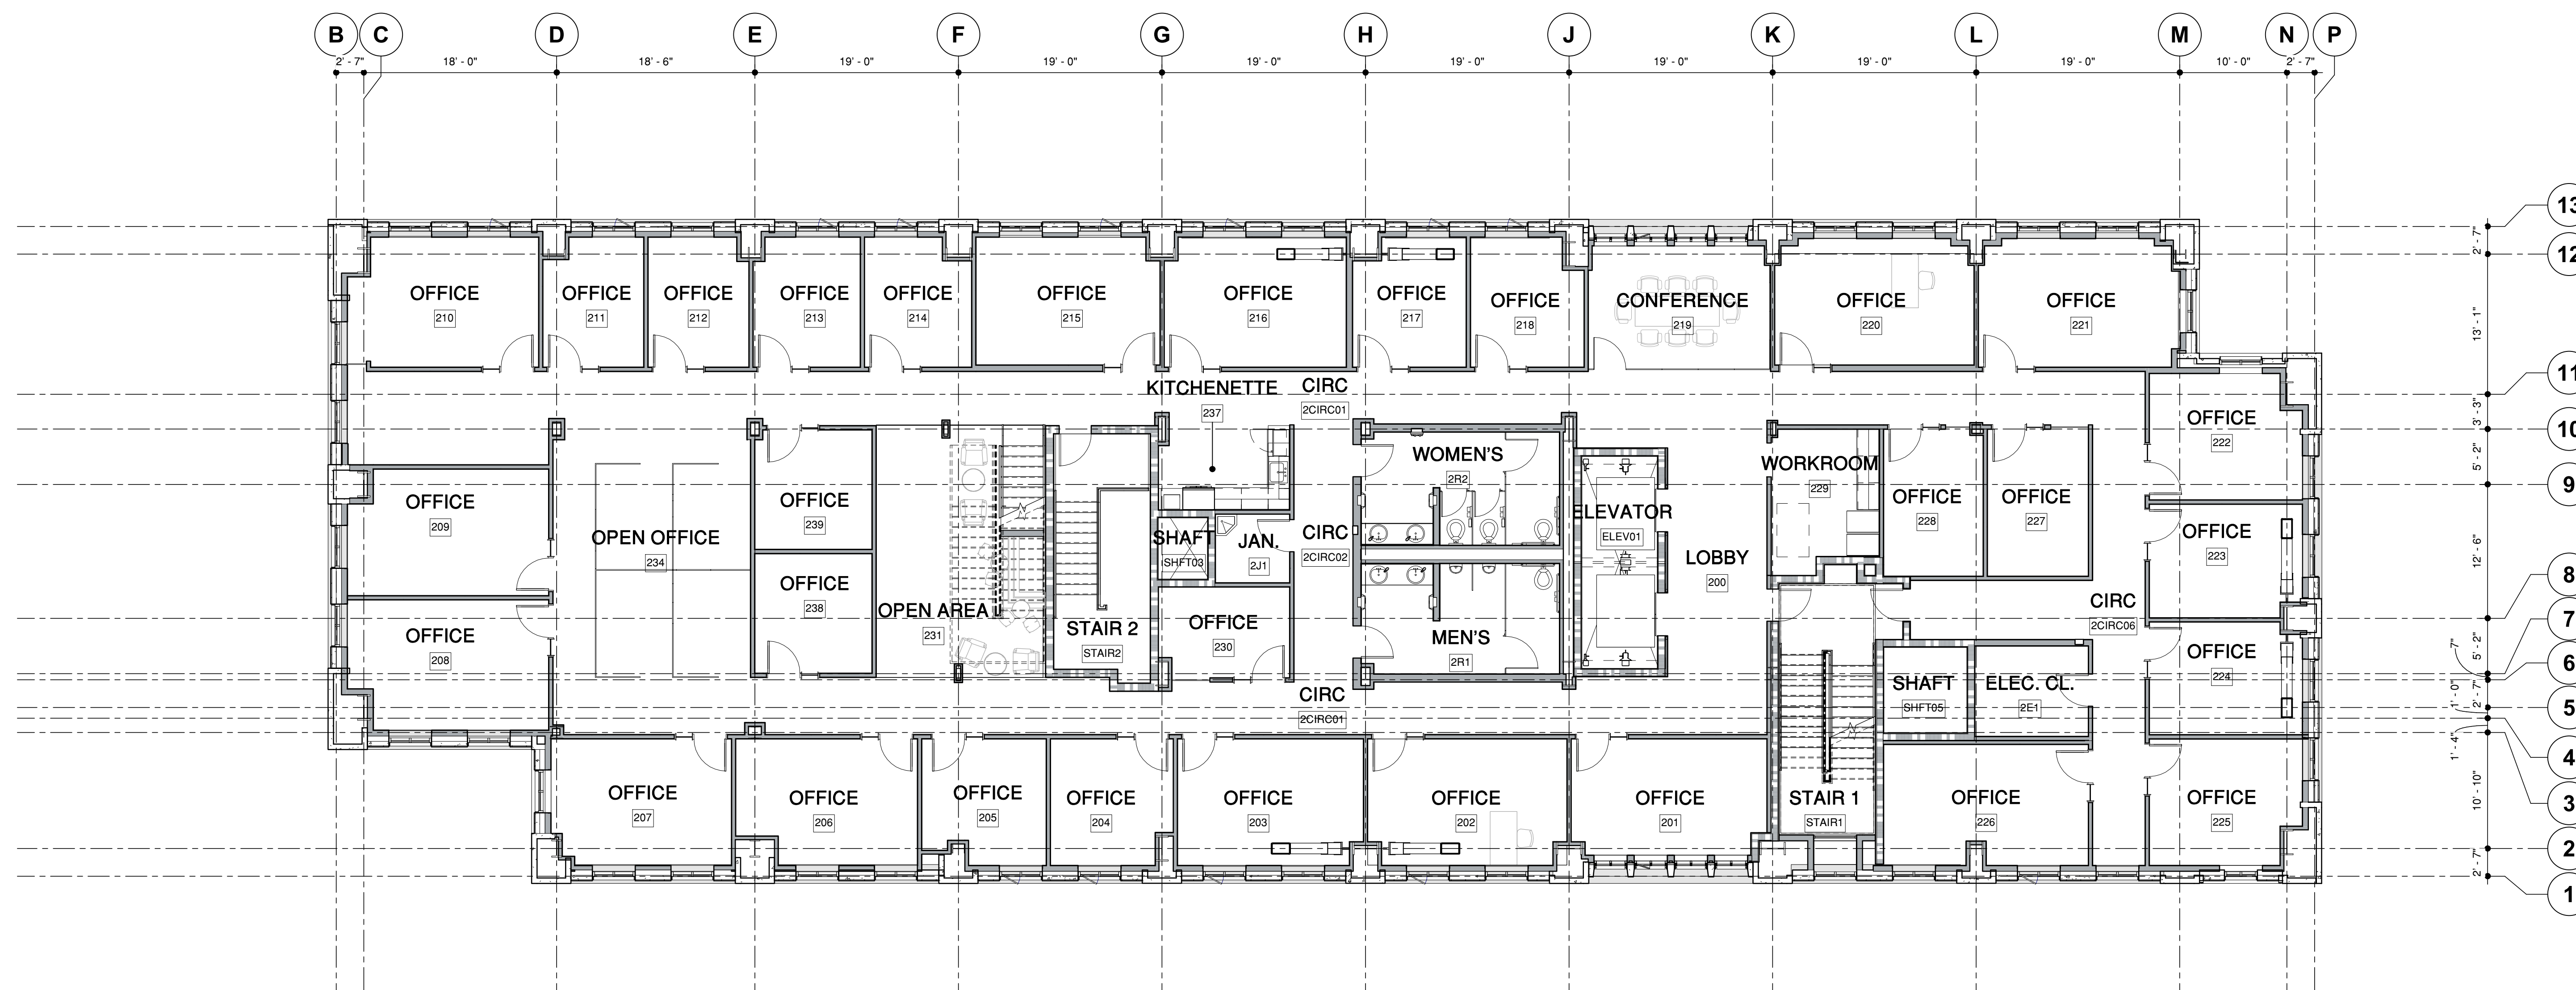 B C D E F G H J K L M N P
2' - 7" 18' - 0" 18' - 6" 19' - 0" 19' - 0" 19' - 0" 19' - 0" 19' - 0" 19' - 0" 19' - 0" 10' - 0" 2' - 7"
13
2' - 7"
12
13' - 1"
11
3' - 3"
10
5' - 2"
9
12' - 6"
8
7
5' - 2"
7"
6
2' - 7"
1' - 0"
5
4
1' - 4"
3
10' - 10"
2
2' - 7"
1
OFFICE
210
OFFICE
211
OFFICE
212
OFFICE
213
OFFICE
214
OFFICE
215
OFFICE
216
OFFICE
217
OFFICE
218
CONFERENCE
219
OFFICE
220
OFFICE
221
KITCHENETTE
237
CIRC
2CIRC01
OFFICE
222
OFFICE
209
OPEN OFFICE
234
OFFICE
239
OFFICE
238
OPEN AREA
231
STAIR 2
STAIR2
SHAFT
SHFT03
JAN.
2J1
CIRC
2CIRC02
WOMEN'S
2R2
ELEVATOR
ELEV01
LOBBY
200
WORKROOM
229
OFFICE
228
OFFICE
227
OFFICE
223
OFFICE
208
OFFICE
230
MEN'S
2R1
CIRC
2CIRC06
OFFICE
224
CIRC
2CIRC01
SHAFT
SHFT05
ELEC. CL.
2E1
OFFICE
207
OFFICE
206
OFFICE
205
OFFICE
204
OFFICE
203
OFFICE
202
OFFICE
201
STAIR 1
STAIR1
OFFICE
226
OFFICE
225